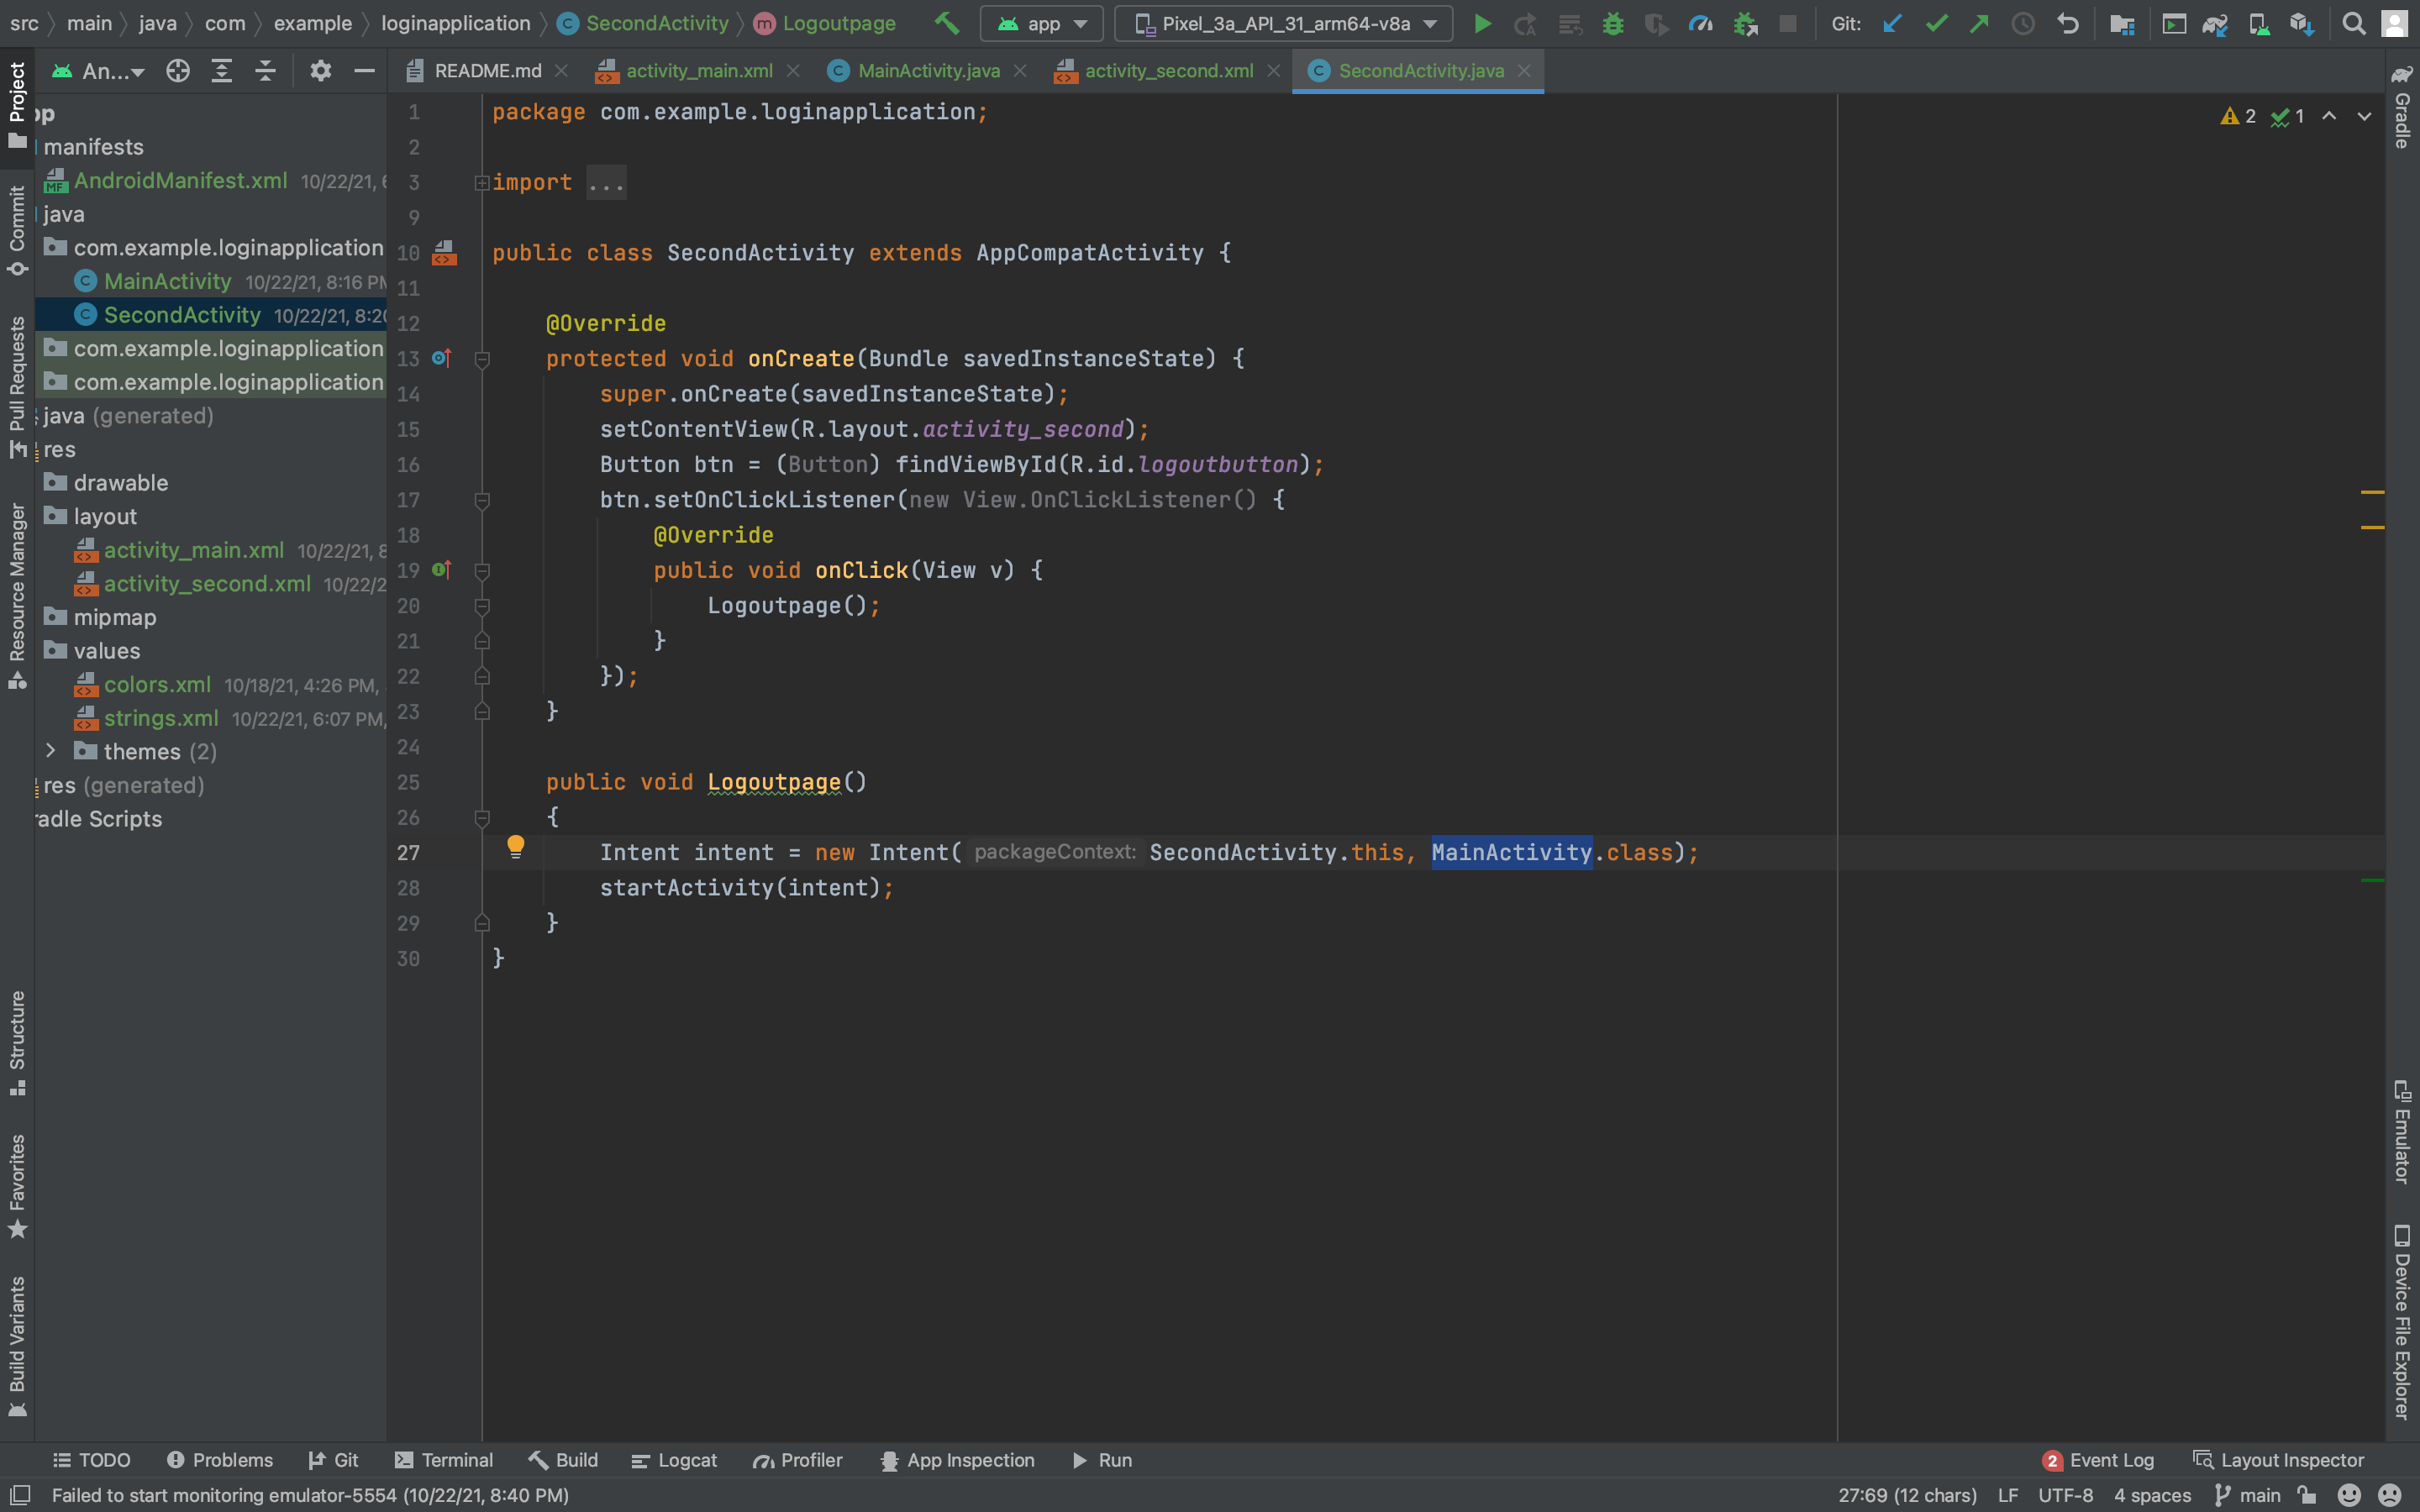 src main java com example loginapplication SecondActivity Logoutpage app Pixel_3a_API_31_arm64-v8a Git:
An... README.md activity_main.xml MainActivity.java activity_second.xml SecondActivity.java
Project
Commit
Pull Requests
Resource Manager
Structure
Favorites
Build Variants
pp
manifests
AndroidManifest.xml 10/22/21, 6
java
com.example.loginapplication
MainActivity 10/22/21, 8:16 PM
SecondActivity 10/22/21, 8:20
com.example.loginapplication
com.example.loginapplication
java (generated)
res
drawable
layout
activity_main.xml 10/22/21, 8
activity_second.xml 10/22/2
mipmap
values
colors.xml 10/18/21, 4:26 PM,
strings.xml 10/22/21, 6:07 PM,
themes (2)
res (generated)
radle Scripts
1 package com.example.loginapplication;
2
3 import ...
9
10 public class SecondActivity extends AppCompatActivity {
11
12 @Override
13 protected void onCreate(Bundle savedInstanceState) {
14 super.onCreate(savedInstanceState);
15 setContentView(R.layout.activity_second);
16 Button btn = (Button) findViewById(R.id.logoutbutton);
17 btn.setOnClickListener(new View.OnClickListener() {
18 @Override
19 public void onClick(View v) {
20 Logoutpage();
21 }
22 });
23 }
24
25 public void Logoutpage()
26 {
27 Intent intent = new Intent( packageContext: SecondActivity.this, MainActivity.class);
28 startActivity(intent);
29 }
30 }
2 1
Gradle
Emulator
Device File Explorer
TODO Problems Git Terminal Build Logcat Profiler App Inspection Run 2 Event Log Layout Inspector
Failed to start monitoring emulator-5554 (10/22/21, 8:40 PM) 27:69 (12 chars) LF UTF-8 4 spaces main